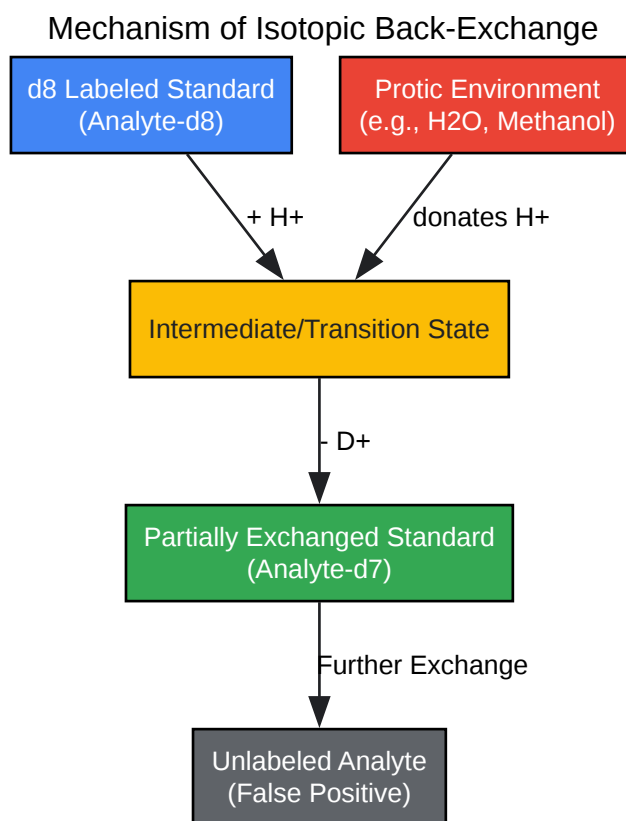 Mechanism of Isotopic Back-Exchange
d8 Labeled Standard
(Analyte-d8)
Protic Environment
(e.g., H2O, Methanol)
+ H+
donates H+
Intermediate/Transition State
- D+
Partially Exchanged Standard
(Analyte-d7)
Further Exchange
Unlabeled Analyte
(False Positive)